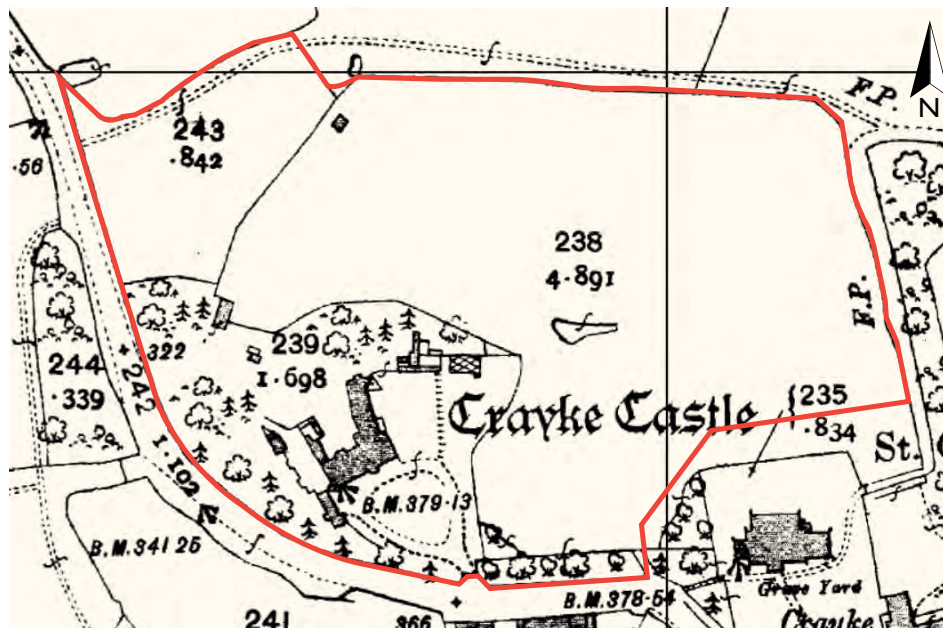 F.P.
N
243
.842
.56
238
4.891
F.P.
239
1.698
322
244
.339
242
1.102
Crayke Castle
235
.834
St.
B.M.379.13
B.M.341.25
B.M.378.54
Grave Yard
Crayke
241
366